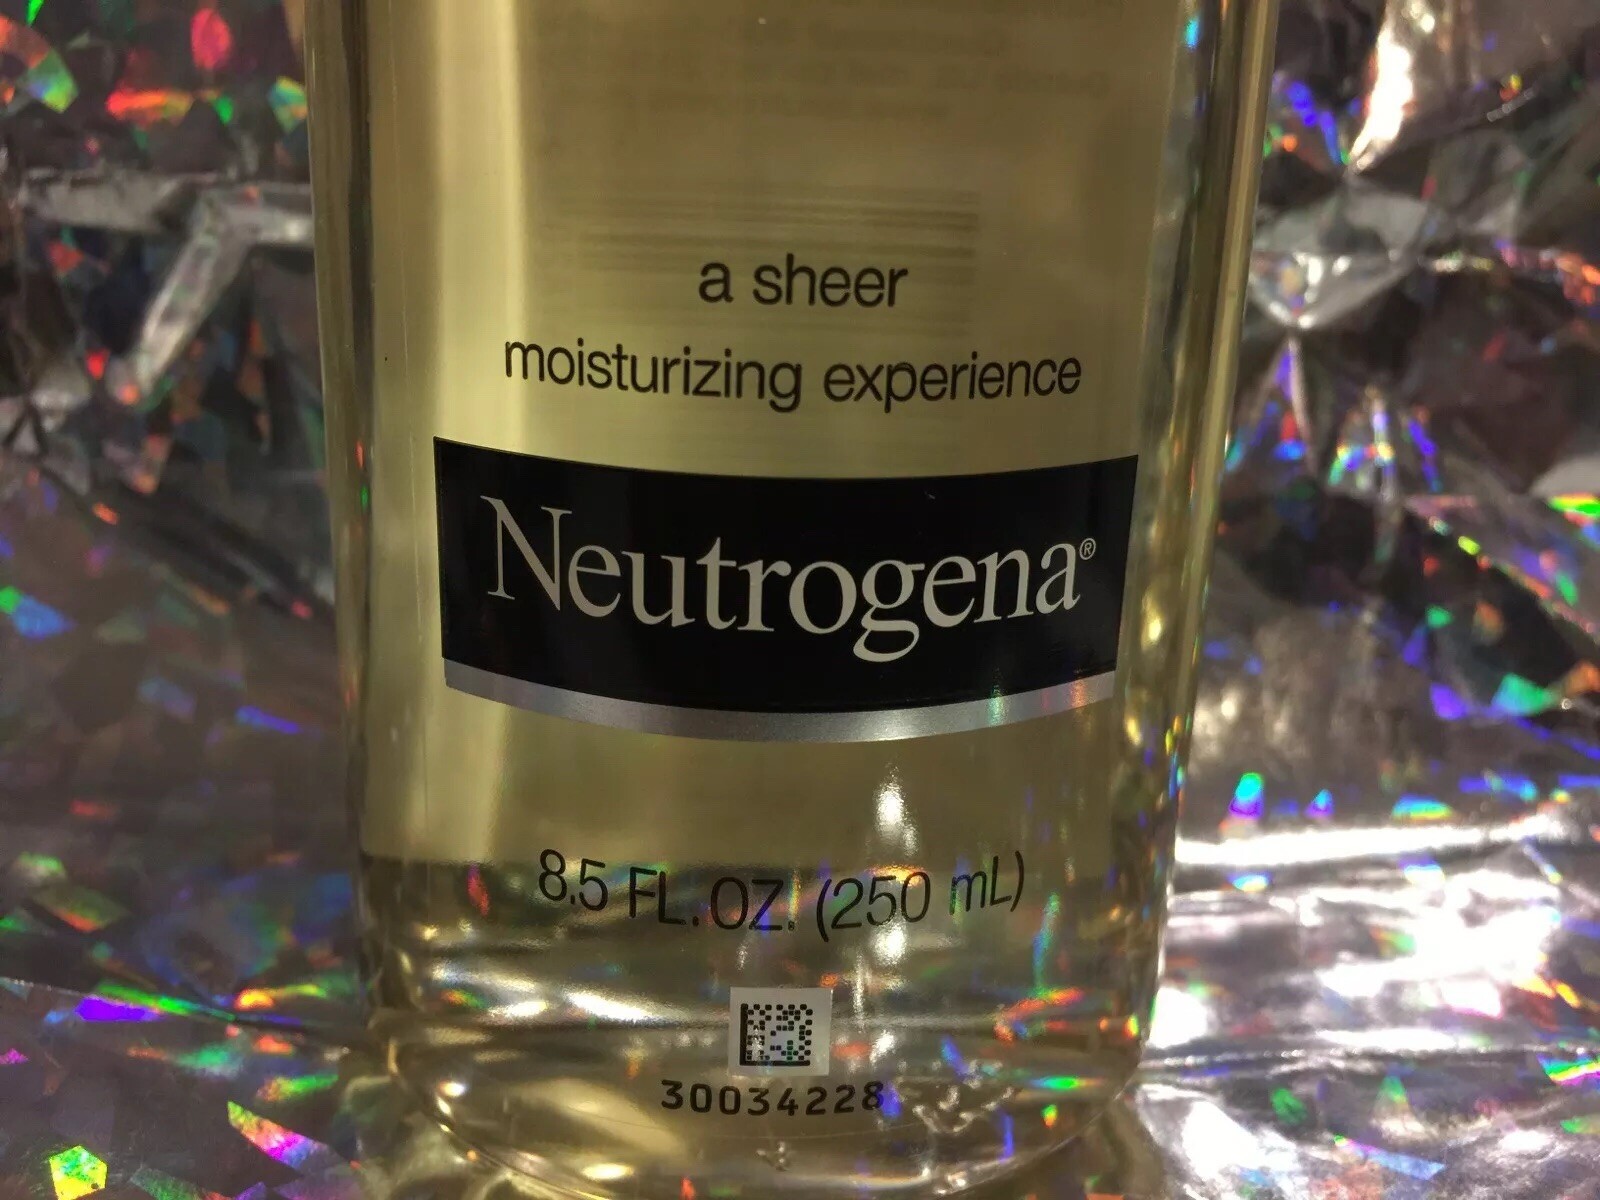 a sheer
moisturizing experience
Neutrogena®
8.5 FL. OZ. (250 mL)
30034228